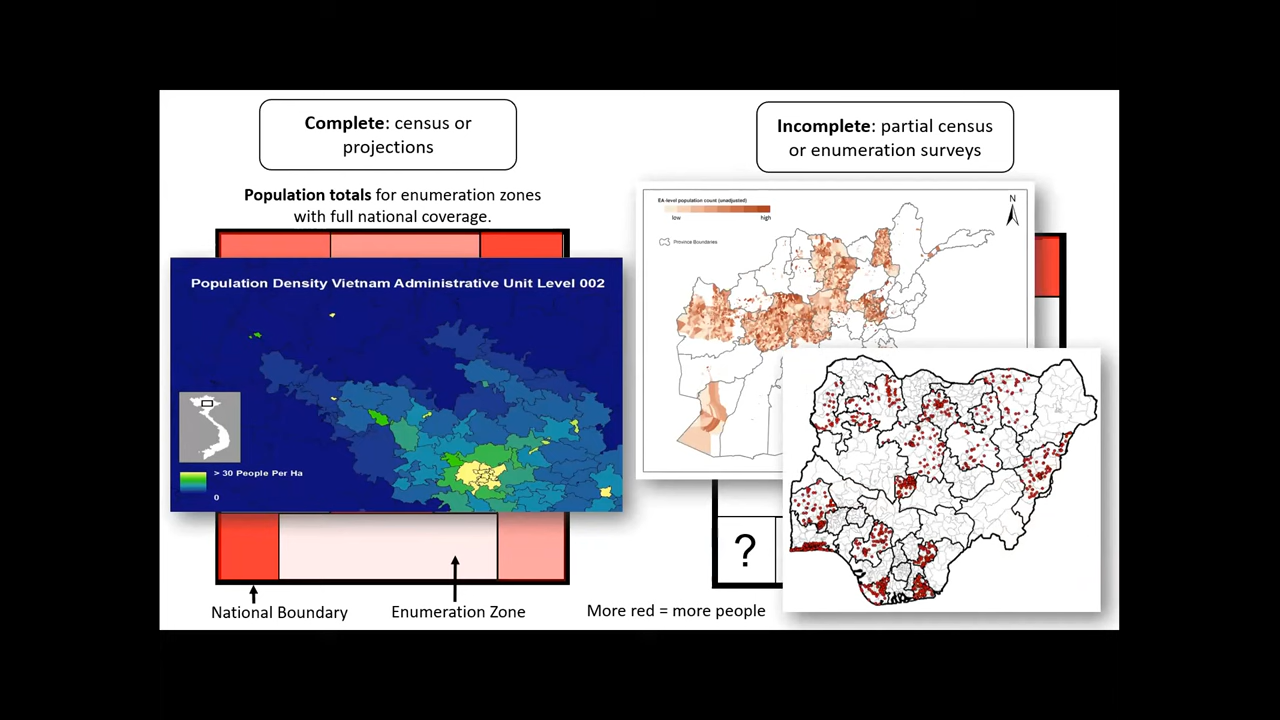 Complete: census or
projections
Population totals for enumeration zones
with full national coverage.
Population Density Vietnam Administrative Unit Level 002
> 30 People Per Ha
0
National Boundary
Enumeration Zone
Incomplete: partial census
or enumeration surveys
EA-level population count (unadjusted)
low
high
Province Boundaries
N
?
More red = more people